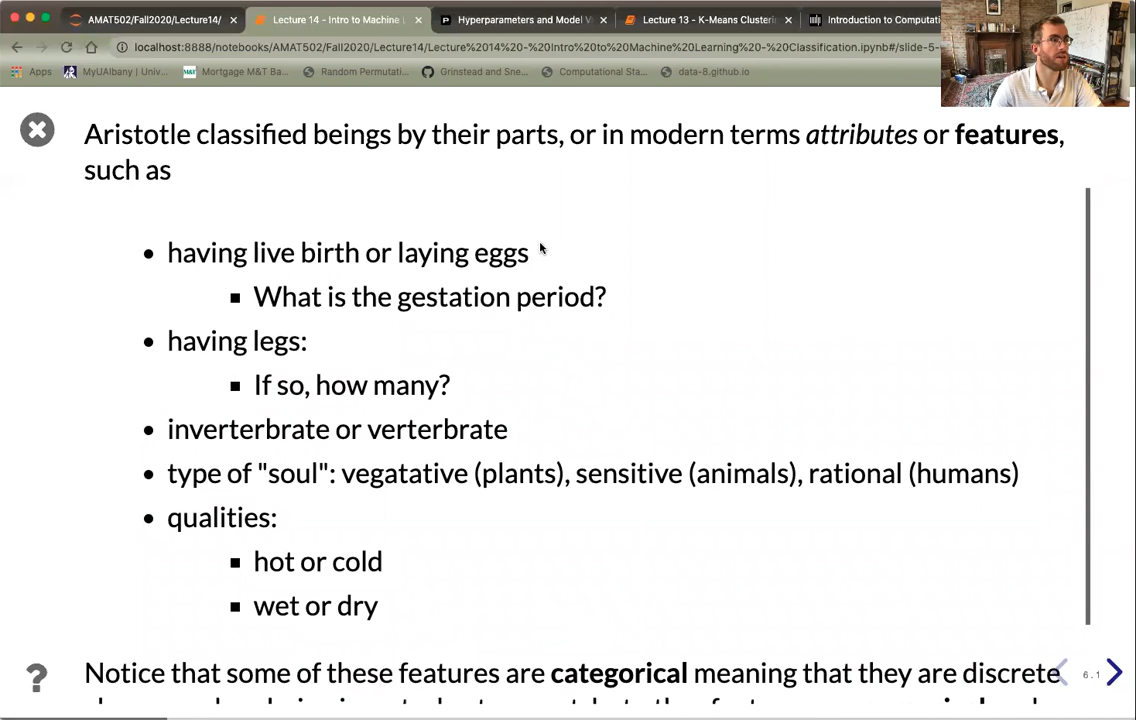 AMAT502/Fall2020/Lecture14/
Lecture 14 - Intro to Machine L
Hyperparameters and Model V
Lecture 13 - K-Means Clusterin
Introduction to Computati
localhost:8888/notebooks/AMAT502/Fall2020/Lecture14/Lecture%2014%20-%20Intro%20to%20Machine%20Learning%20-%20Classification.ipynb#/slide-5-
Apps
MyUAlbany | Univ...
M&T
Mortgage M&T Ba...
Random Permutati...
Grinstead and Sne...
Computational Sta...
data-8.github.io
Aristotle classified beings by their parts, or in modern terms attributes or features,
such as
• having live birth or laying eggs
▪ What is the gestation period?
• having legs:
▪ If so, how many?
• inverterbrate or verterbrate
• type of "soul": vegatative (plants), sensitive (animals), rational (humans)
• qualities:
▪ hot or cold
▪ wet or dry
Notice that some of these features are categorical meaning that they are discrete
6.1